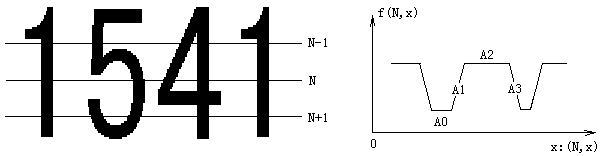 1541
N-1
N
N+1
f(N,x)
A2
A1
A3
A0
0
x:(N,x)